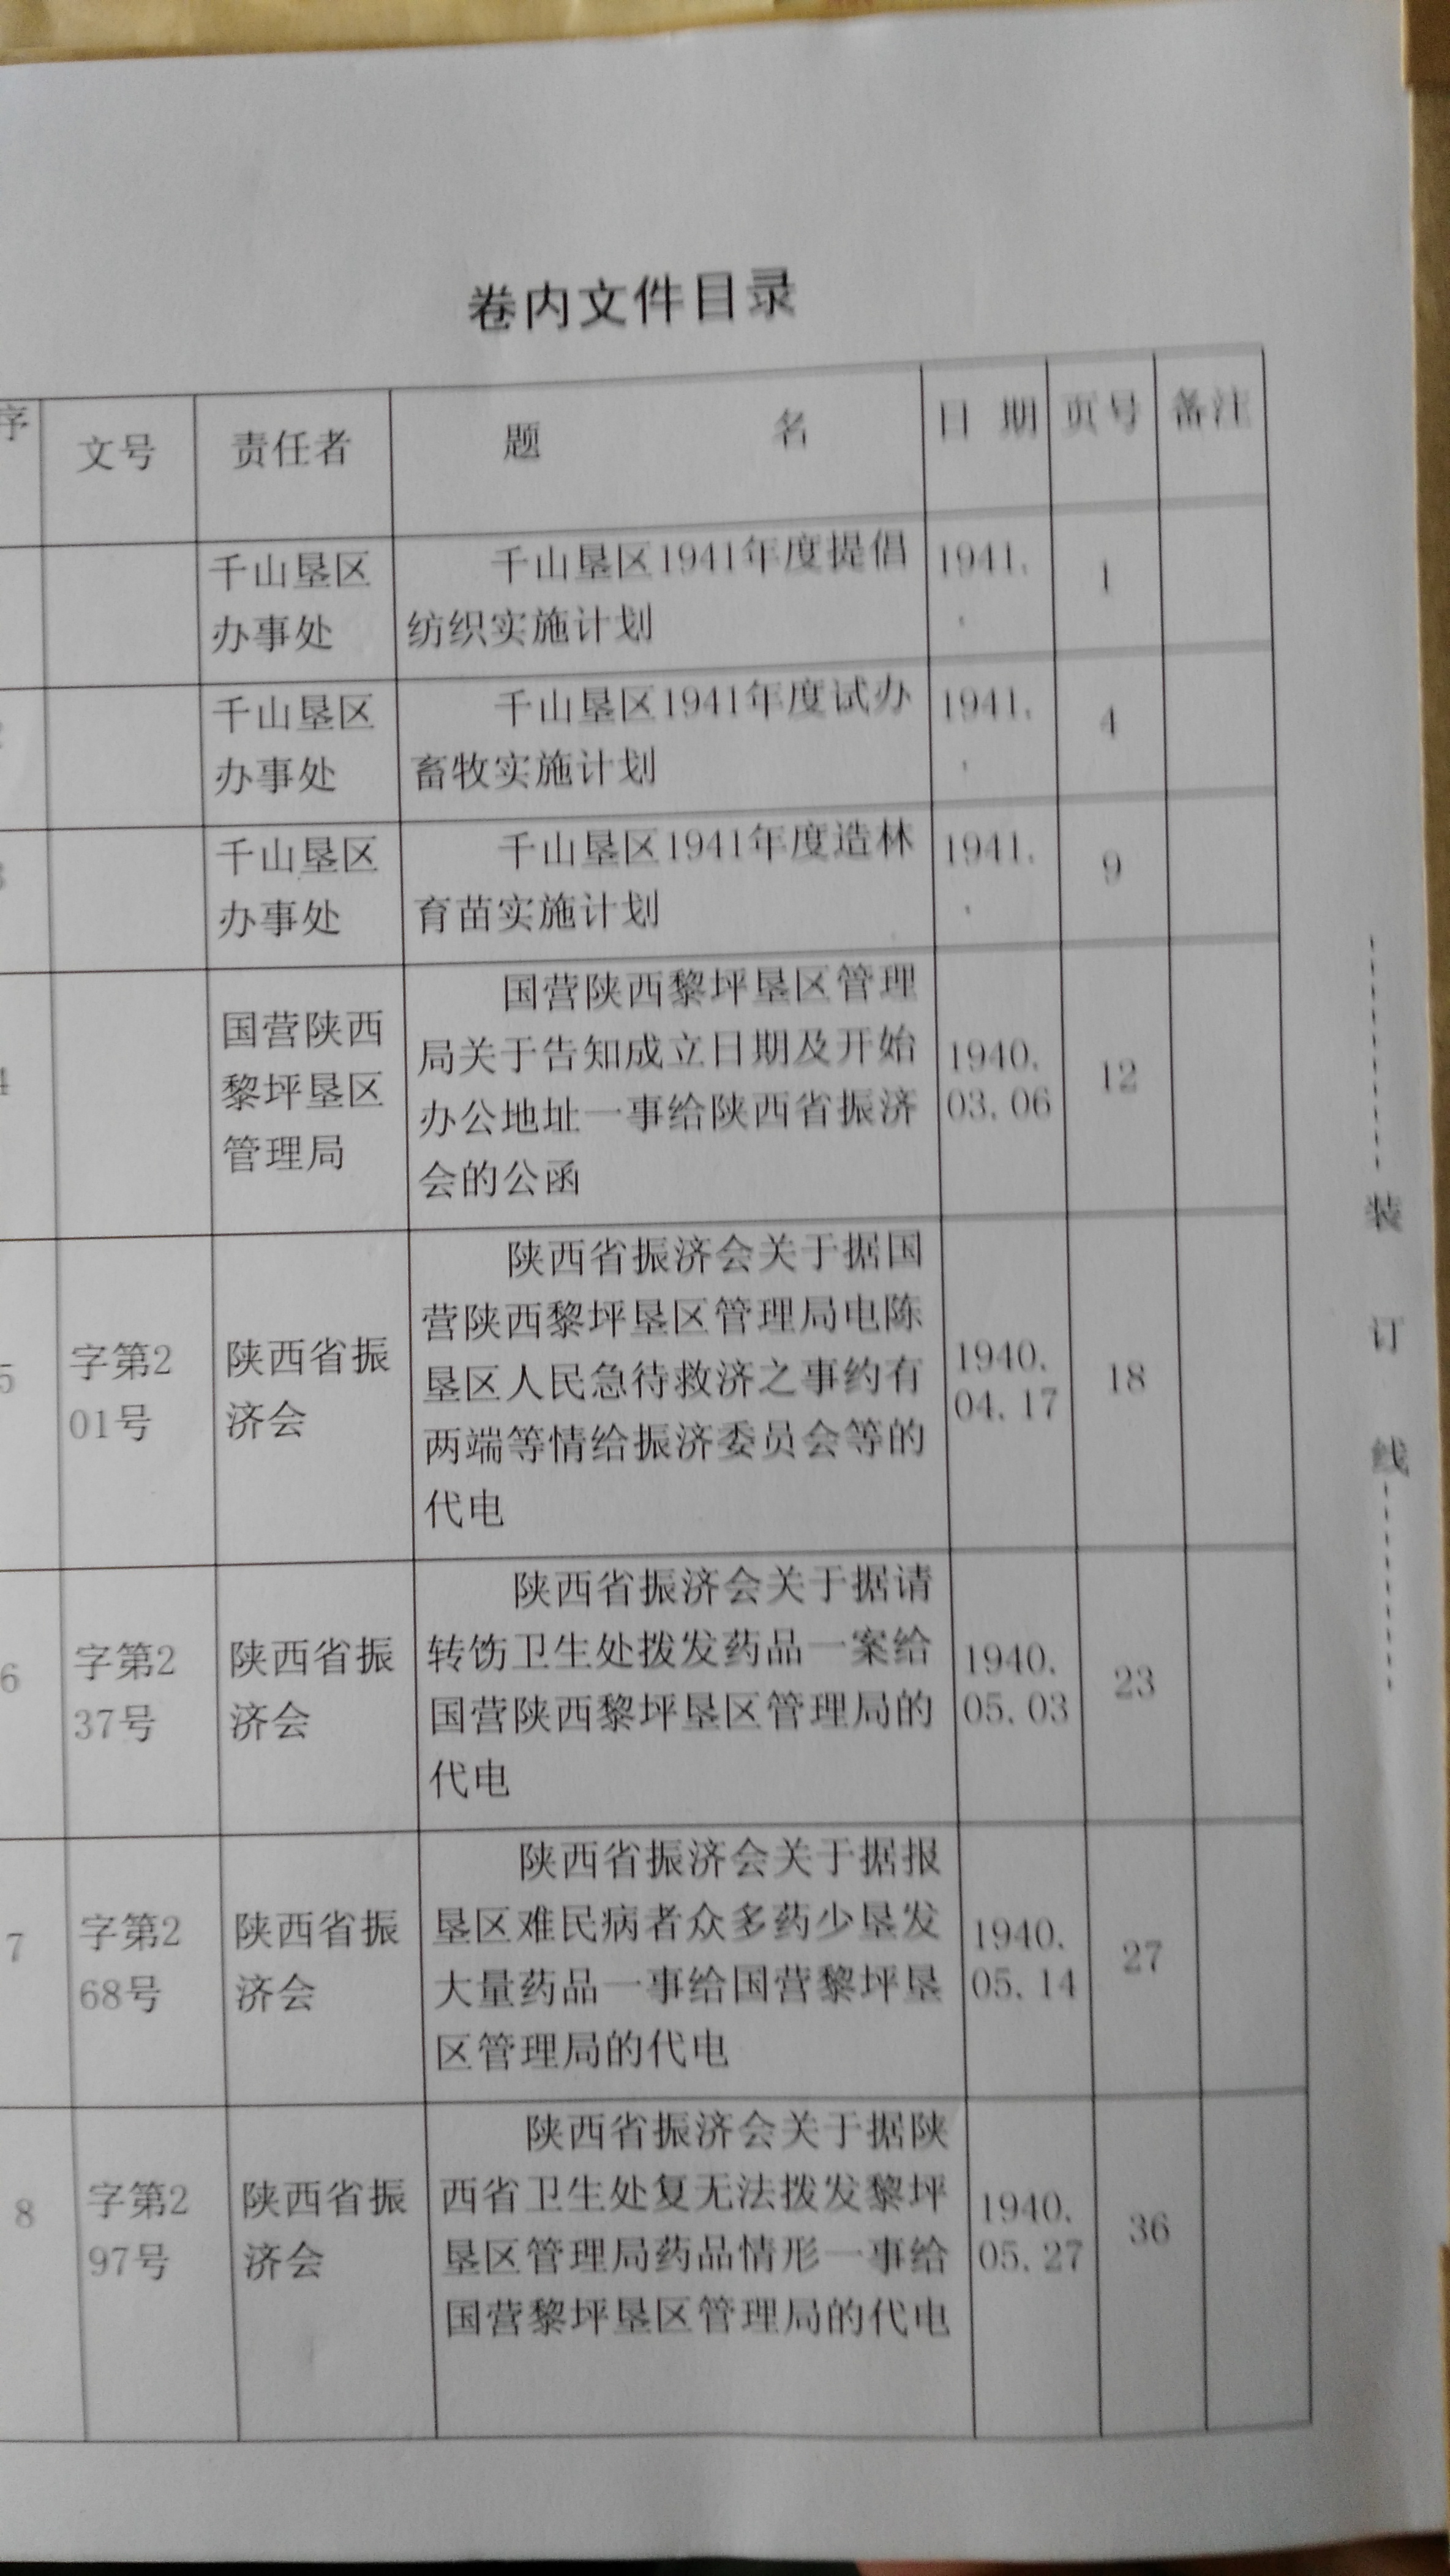 卷内文件目录
序 文号 责任者 题 名 日 期 页号 备注
千山垦区 千山垦区1941年度提倡 1941. 1
办事处 纺织实施计划 .
2 千山垦区 千山垦区1941年度试办 1941. 4
办事处 畜牧实施计划 .
3 千山垦区 千山垦区1941年度造林 1941. 9
办事处 育苗实施计划 .
4 国营陕西 国营陕西黎坪垦区管理
黎坪垦区 局关于告知成立日期及开始 1940. 12
管理局 办公地址一事给陕西省振济 03.06
会的公函
陕西省振济会关于据国
营陕西黎坪垦区管理局电陈
5 字第2 陕西省振 垦区人民急待救济之事约有 1940. 18
01号 济会 两端等情给振济委员会等的 04.17
代电
陕西省振济会关于据请
6 字第2 陕西省振 转饬卫生处拨发药品一案给 1940. 23
37号 济会 国营陕西黎坪垦区管理局的 05.03
代电
陕西省振济会关于据报
7 字第2 陕西省振 垦区难民病者众多药少垦发 1940. 27
68号 济会 大量药品一事给国营黎坪垦 05.14
区管理局的代电
陕西省振济会关于据陕
8 字第2 陕西省振 西省卫生处复无法拨发黎坪 1940. 36
97号 济会 垦区管理局药品情形一事给 05.27
国营黎坪垦区管理局的代电
装
订
线